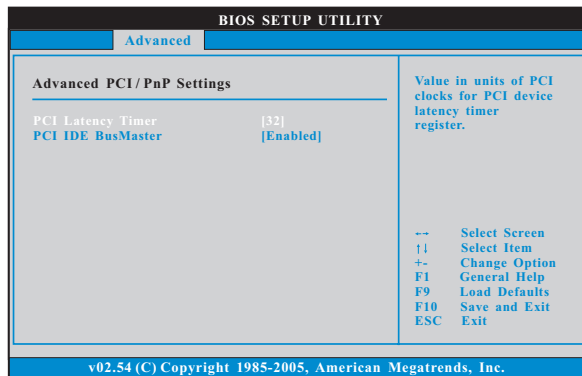 BIOS SETUP UTILITY
Advanced
Advanced PCI / PnP Settings
PCI Latency Timer [32]
PCI IDE BusMaster [Enabled]
Value in units of PCI
clocks for PCI device
latency timer
register.
←→ Select Screen
↑↓ Select Item
+- Change Option
F1 General Help
F9 Load Defaults
F10 Save and Exit
ESC Exit
v02.54 (C) Copyright 1985-2005, American Megatrends, Inc.